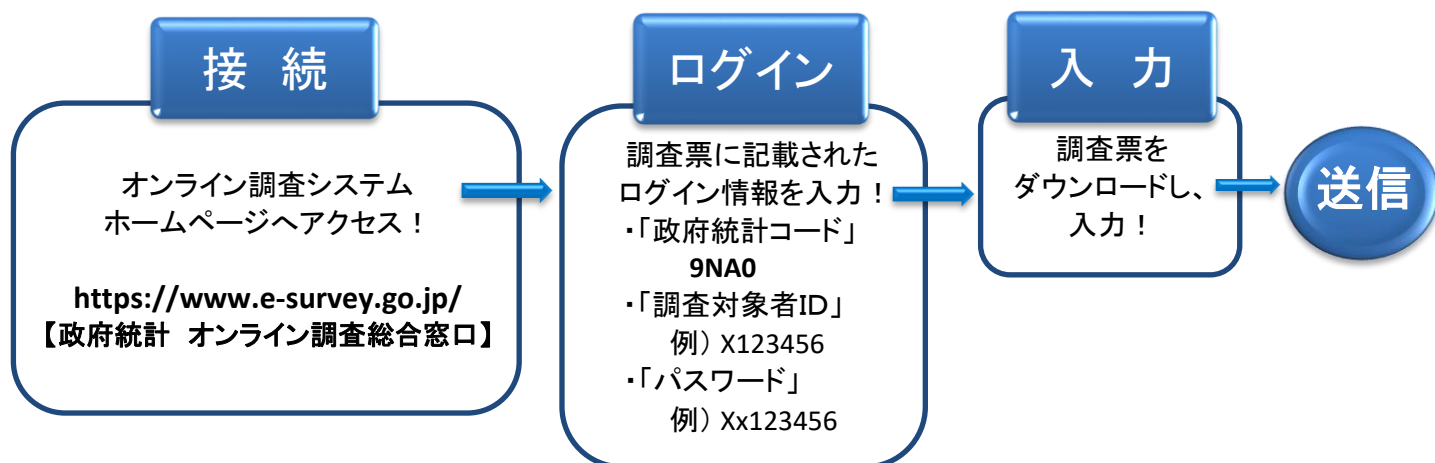 接 続
オンライン調査システム
ホームページへアクセス！
https://www.e-survey.go.jp/
【政府統計 オンライン調査総合窓口】
ログイン
調査票に記載された
ログイン情報を入力！
・「政府統計コード」
9NA0
・「調査対象者ID」
例） X123456
・「パスワード」
例） Xx123456
入 力
調査票を
ダウンロードし、
入力！
送信